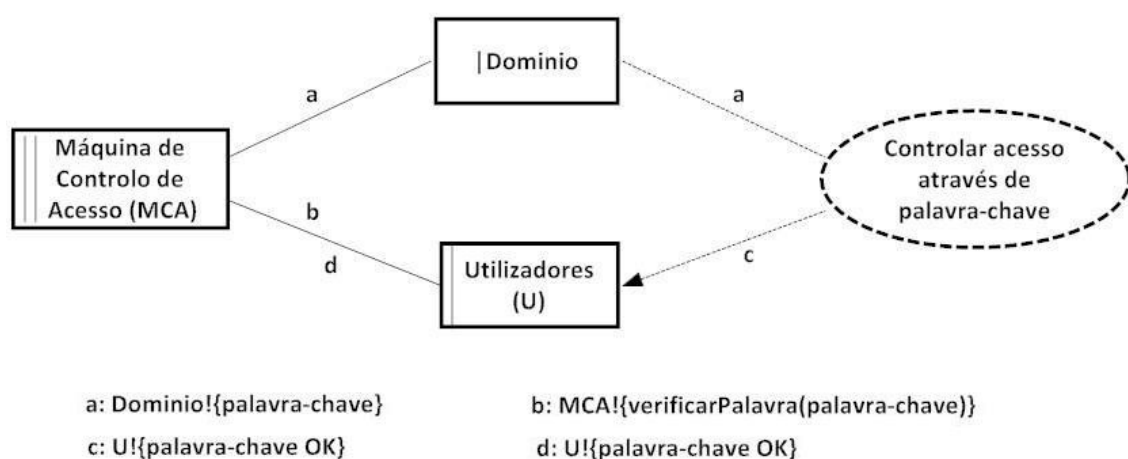 |Dominio
a
a
Máquina de
Controlo de
Acesso (MCA)
Controlar acesso
através de
palavra-chave
b
d
c
Utilizadores
(U)
a: Dominio!{palavra-chave}
b: MCA!{verificarPalavra(palavra-chave)}
c: U!{palavra-chave OK}
d: U!{palavra-chave OK}